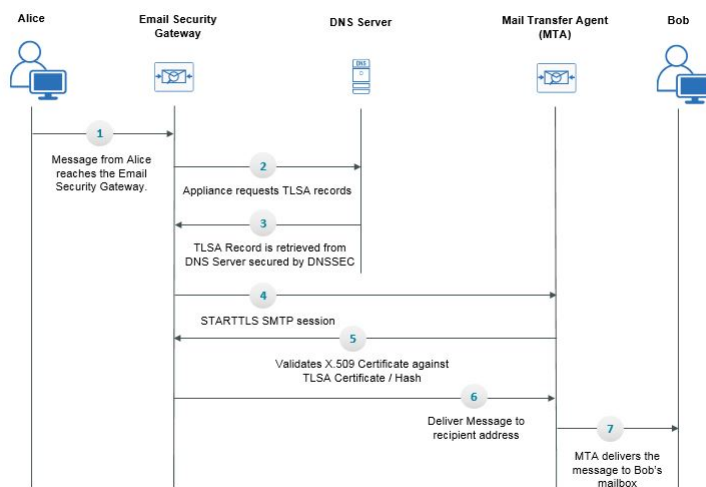 Alice
Email Security
Gateway
DNS Server
Mail Transfer Agent
(MTA)
Bob
DNS
1
Message from Alice
reaches the Email
Security Gateway.
2
Appliance requests TLSA records
3
TLSA Record is retrieved from
DNS Server secured by DNSSEC
4
STARTTLS SMTP session
5
Validates X.509 Certificate against
TLSA Certificate / Hash
6
Deliver Message to
recipient address
7
MTA delivers the
message to Bob's
mailbox